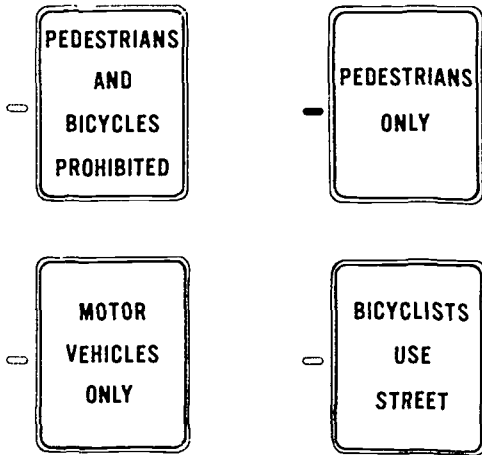 PEDESTRIANS
AND
BICYCLES
PROHIBITED
PEDESTRIANS
ONLY
MOTOR
VEHICLES
ONLY
BICYCLISTS
USE
STREET